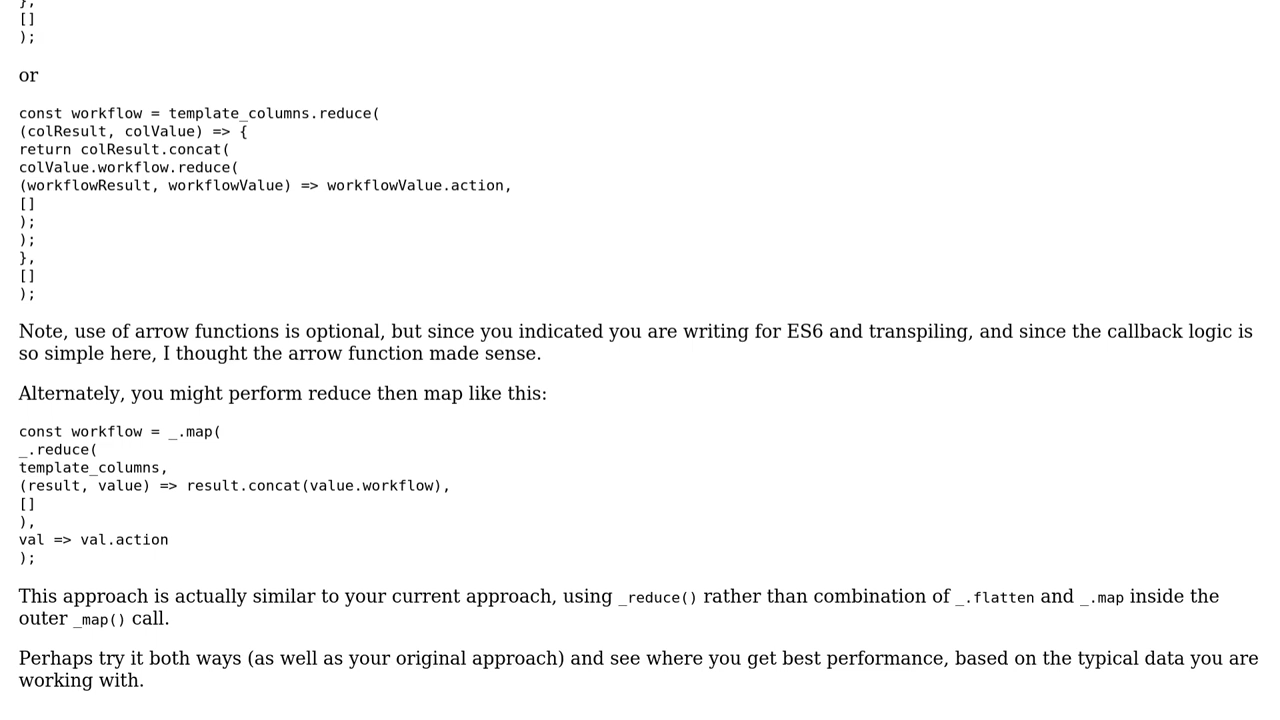 },
[]
);
or
const workflow = template_columns.reduce(
(colResult, colValue) => {
return colResult.concat(
colValue.workflow.reduce(
(workflowResult, workflowValue) => workflowValue.action,
[]
);
);
},
[]
);
Note, use of arrow functions is optional, but since you indicated you are writing for ES6 and transpiling, and since the callback logic is
so simple here, I thought the arrow function made sense.
Alternately, you might perform reduce then map like this:
const workflow = _.map(
_.reduce(
template_columns,
(result, value) => result.concat(value.workflow),
[]
),
val => val.action
);
This approach is actually similar to your current approach, using _reduce() rather than combination of _.flatten and _.map inside the
outer _map() call.
Perhaps try it both ways (as well as your original approach) and see where you get best performance, based on the typical data you are
working with.